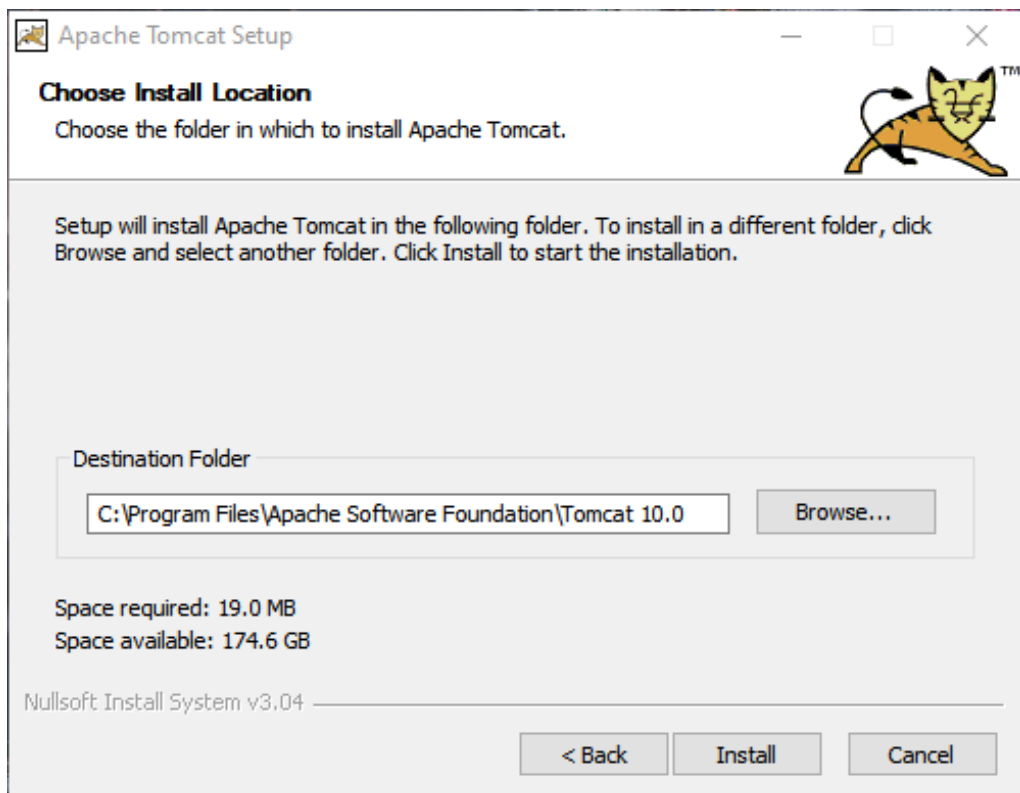 Apache Tomcat Setup
TM
Choose Install Location
Choose the folder in which to install Apache Tomcat.
Setup will install Apache Tomcat in the following folder. To install in a different folder, click
Browse and select another folder. Click Install to start the installation.
Destination Folder
C:\Program Files\Apache Software Foundation\Tomcat 10.0
Browse...
Space required: 19.0 MB
Space available: 174.6 GB
Nullsoft Install System v3.04
< Back
Install
Cancel